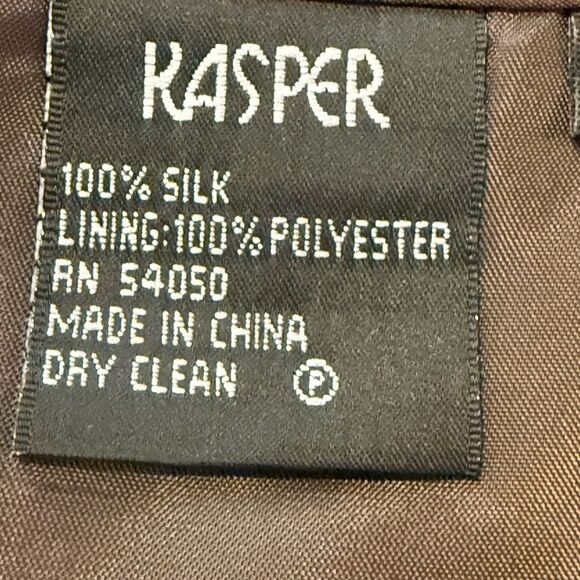 KASPER
100% SILK
LINING:100% POLYESTER
RN 54050
MADE IN CHINA
DRY CLEAN Ⓟ